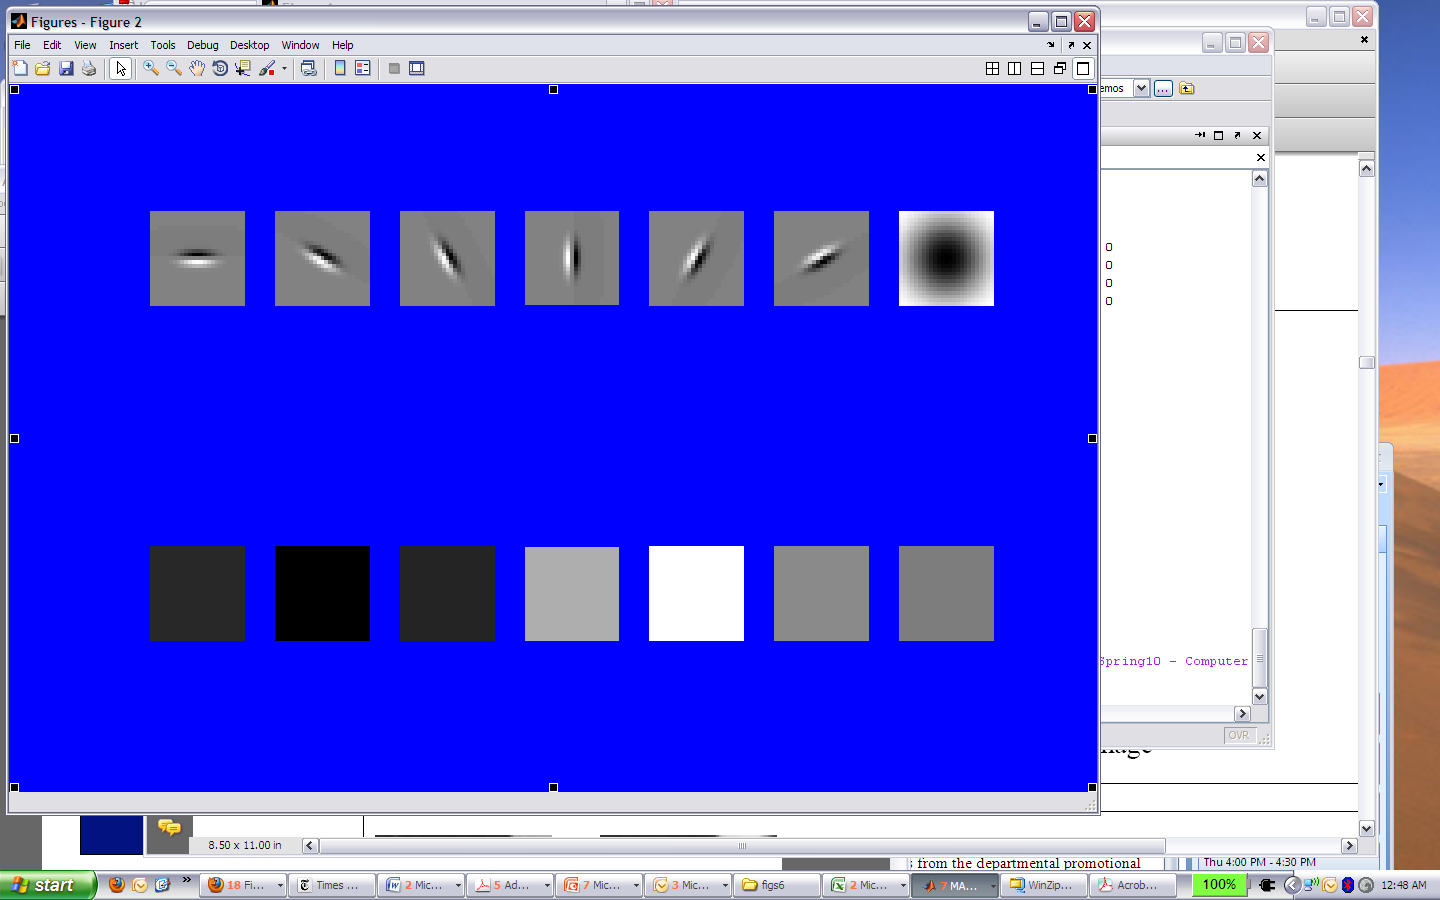 Figures - Figure 2
File Edit View Insert Tools Debug Desktop Window Help
emos
...
0
0
0
0
Spring10 - Computer
OVR
8.50 x 11.00 in
from the departmental promotional
Thu 4:00 PM - 4:30 PM
start
18 Fi...
Times ...
2 Mic...
5 Ad...
7 Mic...
3 Mic...
figs6
2 Mic...
7 MA...
WinZip...
Acrob...
100%
12:48 AM